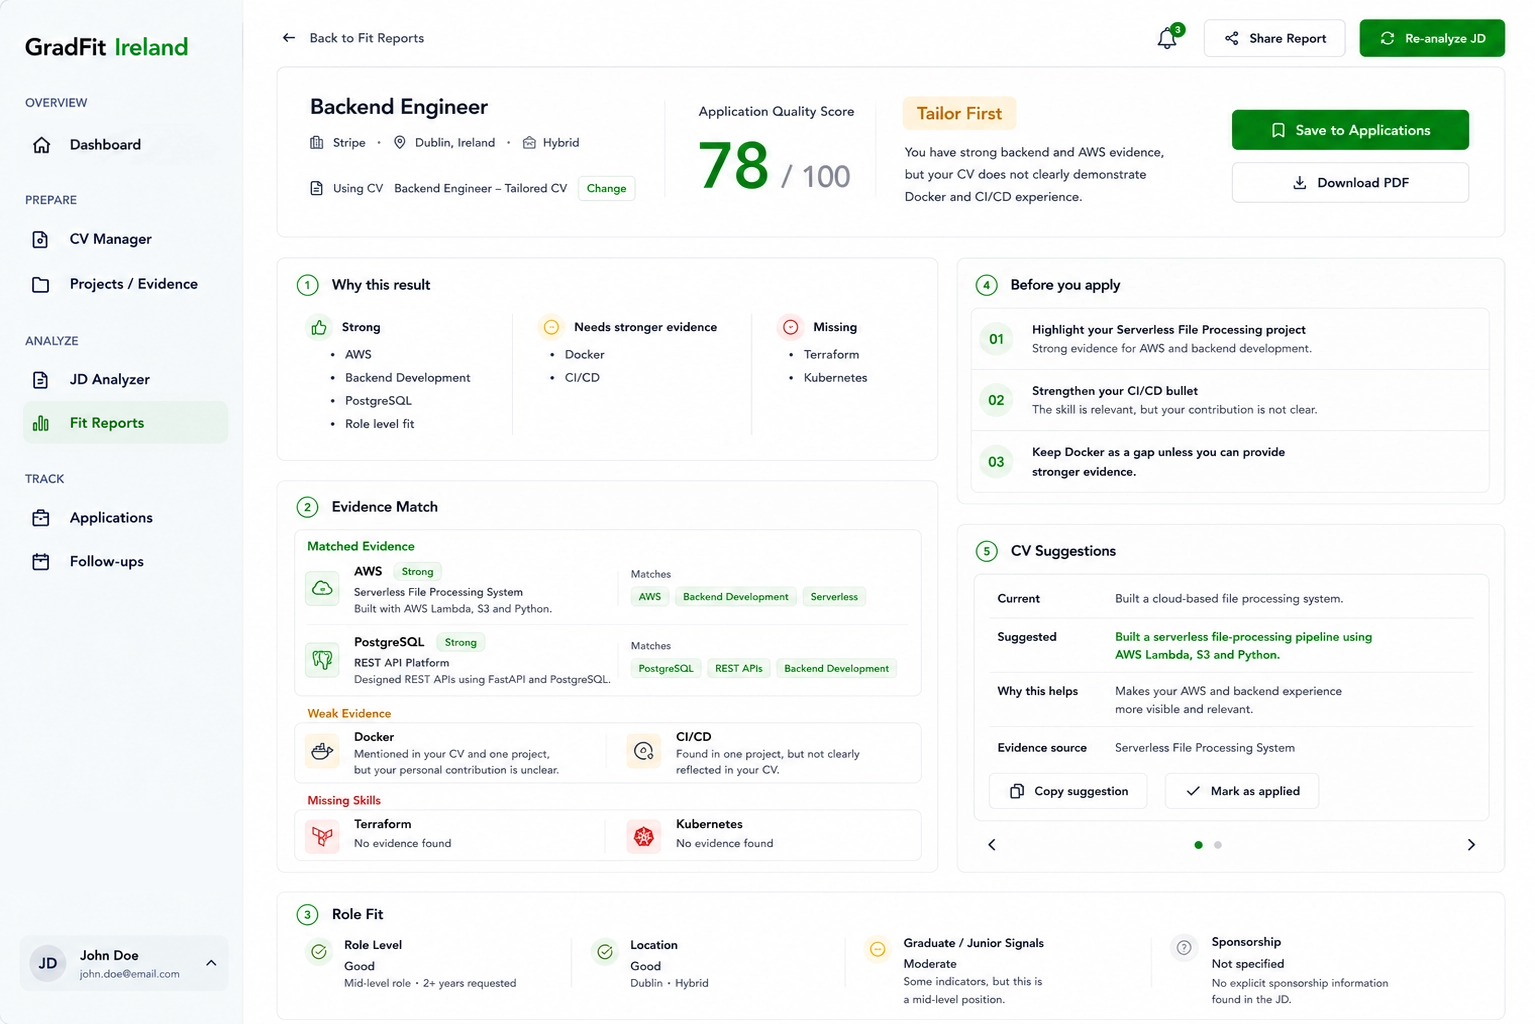 GradFit Ireland
OVERVIEW
Dashboard
PREPARE
CV Manager
Projects / Evidence
ANALYZE
JD Analyzer
Fit Reports
TRACK
Applications
Follow-ups
JD
John Doe
john.doe@email.com
Back to Fit Reports
3
Share Report
Re-analyze JD
Backend Engineer
Stripe • Dublin, Ireland • Hybrid
Using CV Backend Engineer – Tailored CV Change
Application Quality Score
78 / 100
Tailor First
You have strong backend and AWS evidence,
but your CV does not clearly demonstrate
Docker and CI/CD experience.
Save to Applications
Download PDF
1 Why this result
Strong
• AWS
• Backend Development
• PostgreSQL
• Role level fit
Needs stronger evidence
• Docker
• CI/CD
Missing
• Terraform
• Kubernetes
2 Evidence Match
Matched Evidence
AWS Strong
Serverless File Processing System
Built with AWS Lambda, S3 and Python.
Matches
AWS Backend Development Serverless
PostgreSQL Strong
REST API Platform
Designed REST APIs using FastAPI and PostgreSQL.
Matches
PostgreSQL REST APIs Backend Development
Weak Evidence
Docker
Mentioned in your CV and one project,
but your personal contribution is unclear.
CI/CD
Found in one project, but not clearly
reflected in your CV.
Missing Skills
Terraform
No evidence found
Kubernetes
No evidence found
4 Before you apply
01
Highlight your Serverless File Processing project
Strong evidence for AWS and backend development.
02
Strengthen your CI/CD bullet
The skill is relevant, but your contribution is not clear.
03
Keep Docker as a gap unless you can provide
stronger evidence.
5 CV Suggestions
Current Built a cloud-based file processing system.
Suggested Built a serverless file-processing pipeline using
AWS Lambda, S3 and Python.
Why this helps Makes your AWS and backend experience
more visible and relevant.
Evidence source Serverless File Processing System
Copy suggestion
Mark as applied
3 Role Fit
Role Level
Good
Mid-level role • 2+ years requested
Location
Good
Dublin • Hybrid
Graduate / Junior Signals
Moderate
Some indicators, but this is
a mid-level position.
Sponsorship
Not specified
No explicit sponsorship information
found in the JD.